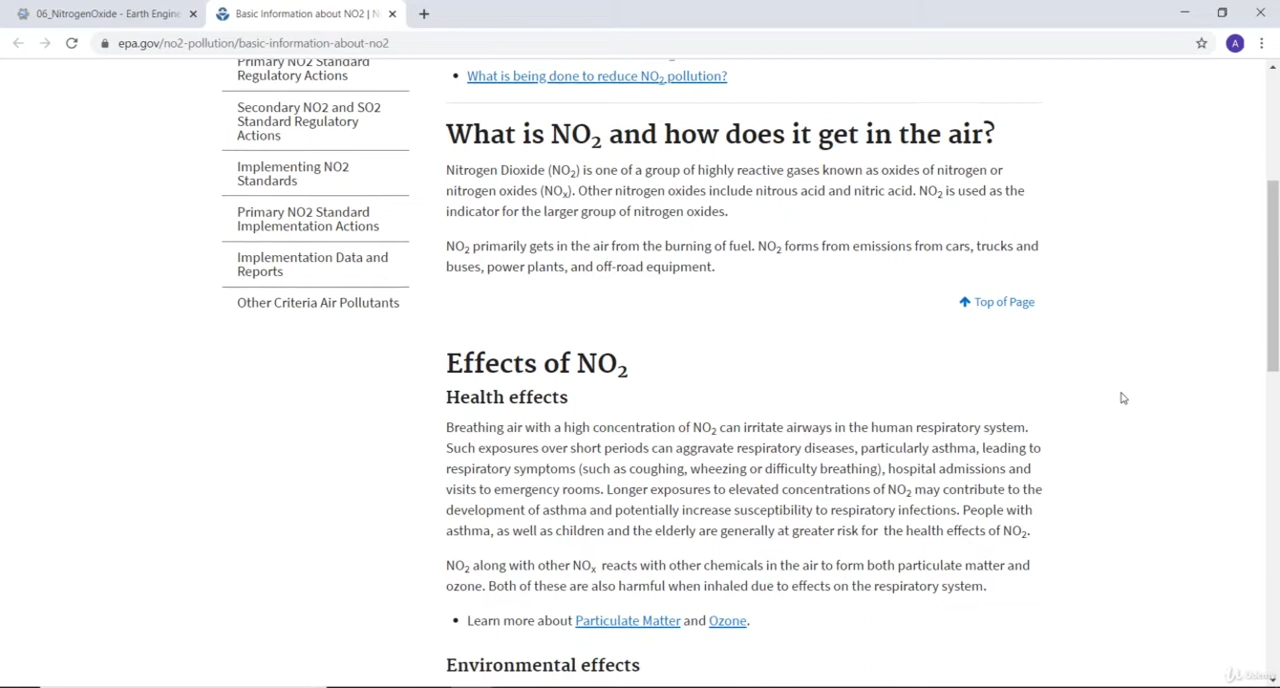 06_NitrogenOxide - Earth Engine
Basic Information about NO2 | N
epa.gov/no2-pollution/basic-information-about-no2
A
Primary NO2 Standard
Regulatory Actions
Secondary NO2 and SO2
Standard Regulatory
Actions
Implementing NO2
Standards
Primary NO2 Standard
Implementation Actions
Implementation Data and
Reports
Other Criteria Air Pollutants
• What is being done to reduce NO₂ pollution?
What is NO₂ and how does it get in the air?
Nitrogen Dioxide (NO₂) is one of a group of highly reactive gases known as oxides of nitrogen or
nitrogen oxides (NOₓ). Other nitrogen oxides include nitrous acid and nitric acid. NO₂ is used as the
indicator for the larger group of nitrogen oxides.
NO₂ primarily gets in the air from the burning of fuel. NO₂ forms from emissions from cars, trucks and
buses, power plants, and off-road equipment.
Top of Page
Effects of NO₂
Health effects
Breathing air with a high concentration of NO₂ can irritate airways in the human respiratory system.
Such exposures over short periods can aggravate respiratory diseases, particularly asthma, leading to
respiratory symptoms (such as coughing, wheezing or difficulty breathing), hospital admissions and
visits to emergency rooms. Longer exposures to elevated concentrations of NO₂ may contribute to the
development of asthma and potentially increase susceptibility to respiratory infections. People with
asthma, as well as children and the elderly are generally at greater risk for the health effects of NO₂.
NO₂ along with other NOₓ reacts with other chemicals in the air to form both particulate matter and
ozone. Both of these are also harmful when inhaled due to effects on the respiratory system.
• Learn more about Particulate Matter and Ozone.
Environmental effects
Udemy